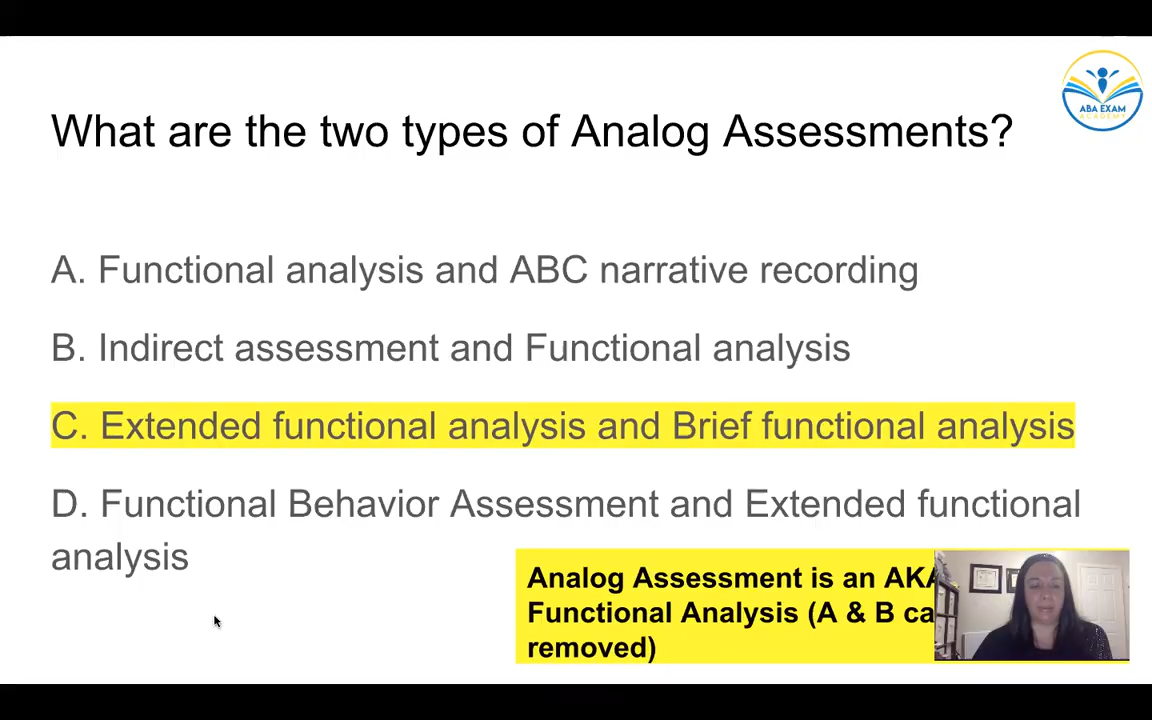 ABA EXAM
ACADEMY
What are the two types of Analog Assessments?
A. Functional analysis and ABC narrative recording
B. Indirect assessment and Functional analysis
C. Extended functional analysis and Brief functional analysis
D. Functional Behavior Assessment and Extended functional
analysis
Analog Assessment is an AKA
Functional Analysis (A & B
removed)